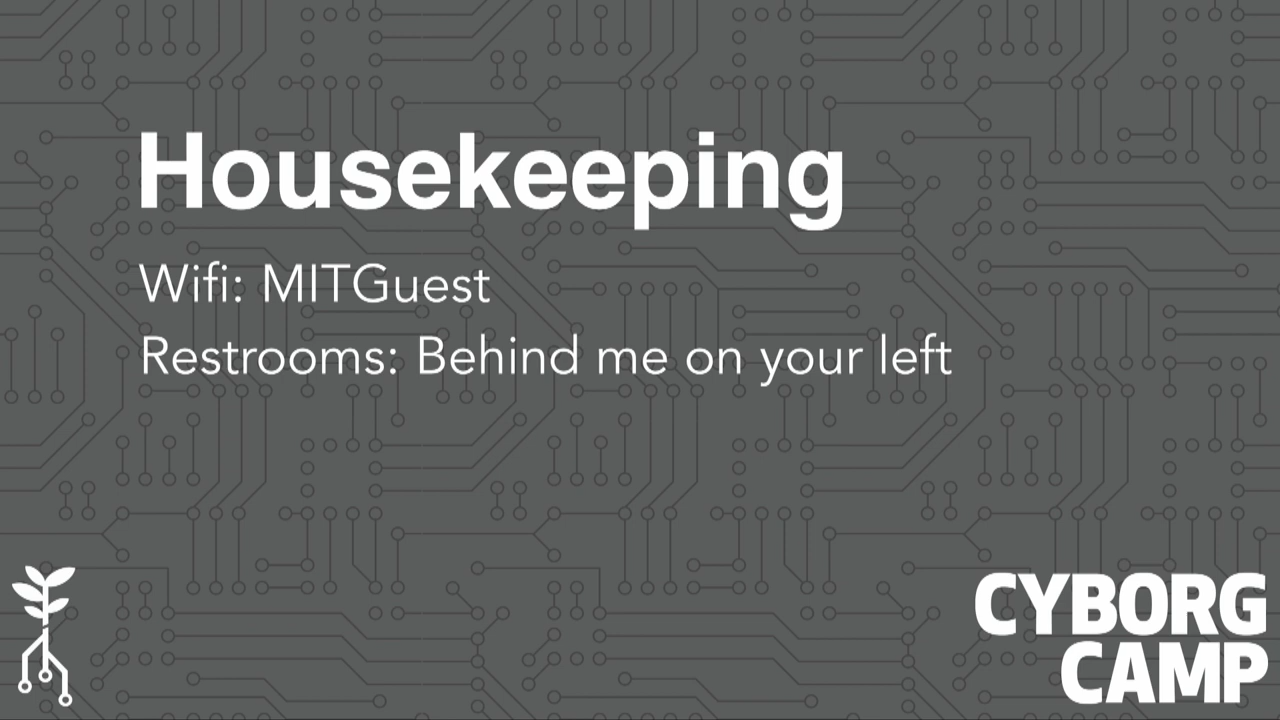 Housekeeping
Wifi: MITGuest
Restrooms: Behind me on your left
CYBORG
CAMP